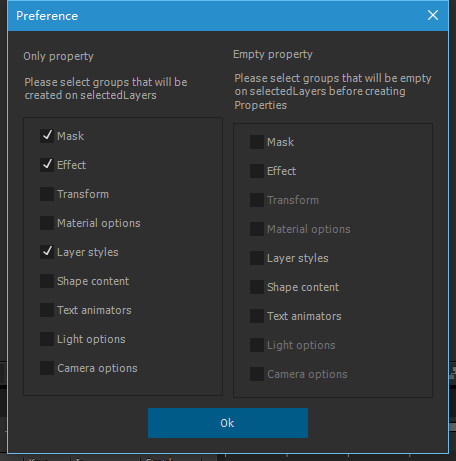 Preference
Only property
Please select groups that will be
created on selectedLayers
Mask
Effect
Transform
Material options
Layer styles
Shape content
Text animators
Light options
Camera options
Empty property
Please select groups that will be empty
on selectedLayers before creating
Properties
Mask
Effect
Transform
Material options
Layer styles
Shape content
Text animators
Light options
Camera options
Ok